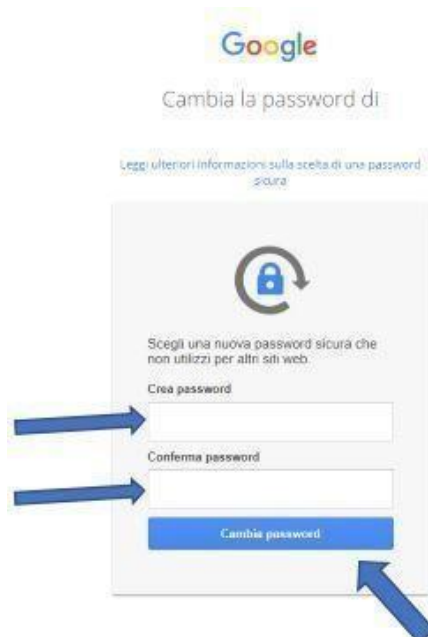 Google
Cambia la password di
Leggi ulteriori informazioni sulla scelta di una password
sicura
Scegli una nuova password sicura che
non utilizzi per altri siti web.
Crea password
Conferma password
Cambia password